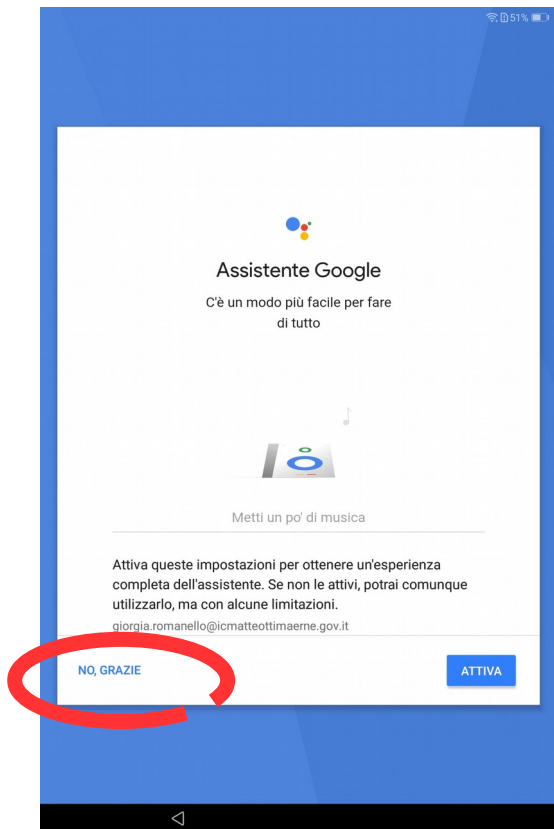 51%
Assistente Google
C'è un modo più facile per fare
di tutto
Metti un po' di musica
Attiva queste impostazioni per ottenere un'esperienza
completa dell'assistente. Se non le attivi, potrai comunque
utilizzarlo, ma con alcune limitazioni.
giorgia.romanello@icmatteottimaerne.gov.it
NO, GRAZIE
ATTIVA